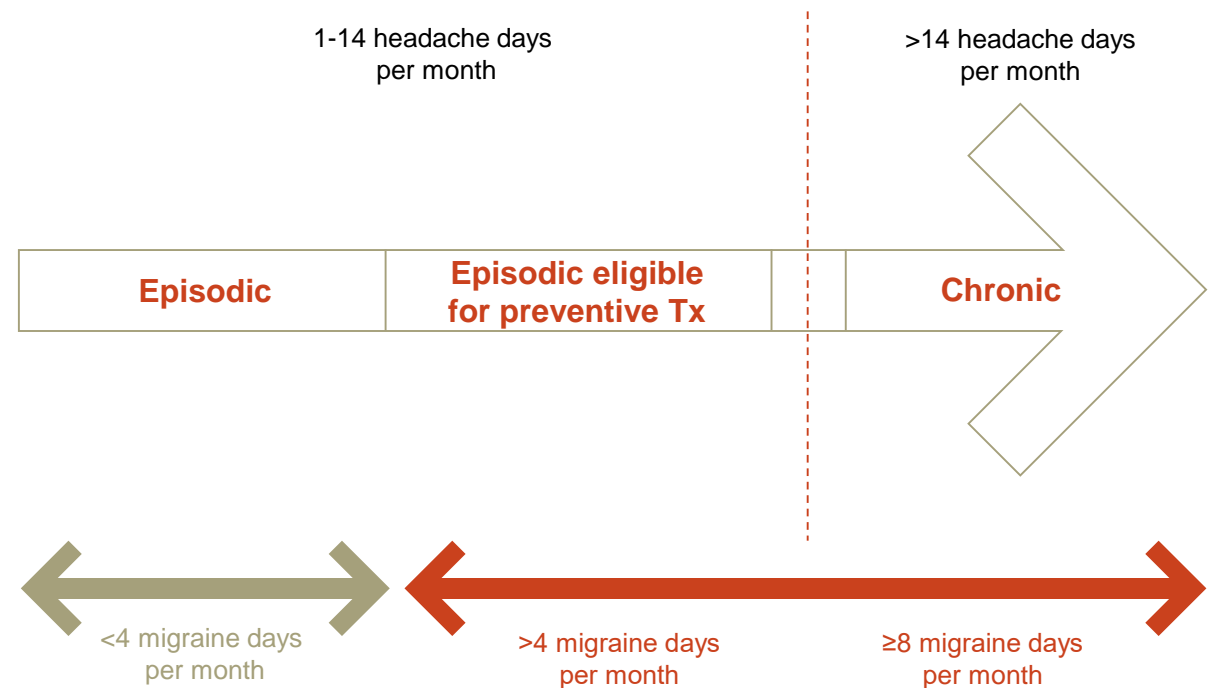 1-14 headache days
per month
>14 headache days
per month
Episodic
Episodic eligible
for preventive Tx
Chronic
<4 migraine days
per month
>4 migraine days
per month
≥8 migraine days
per month